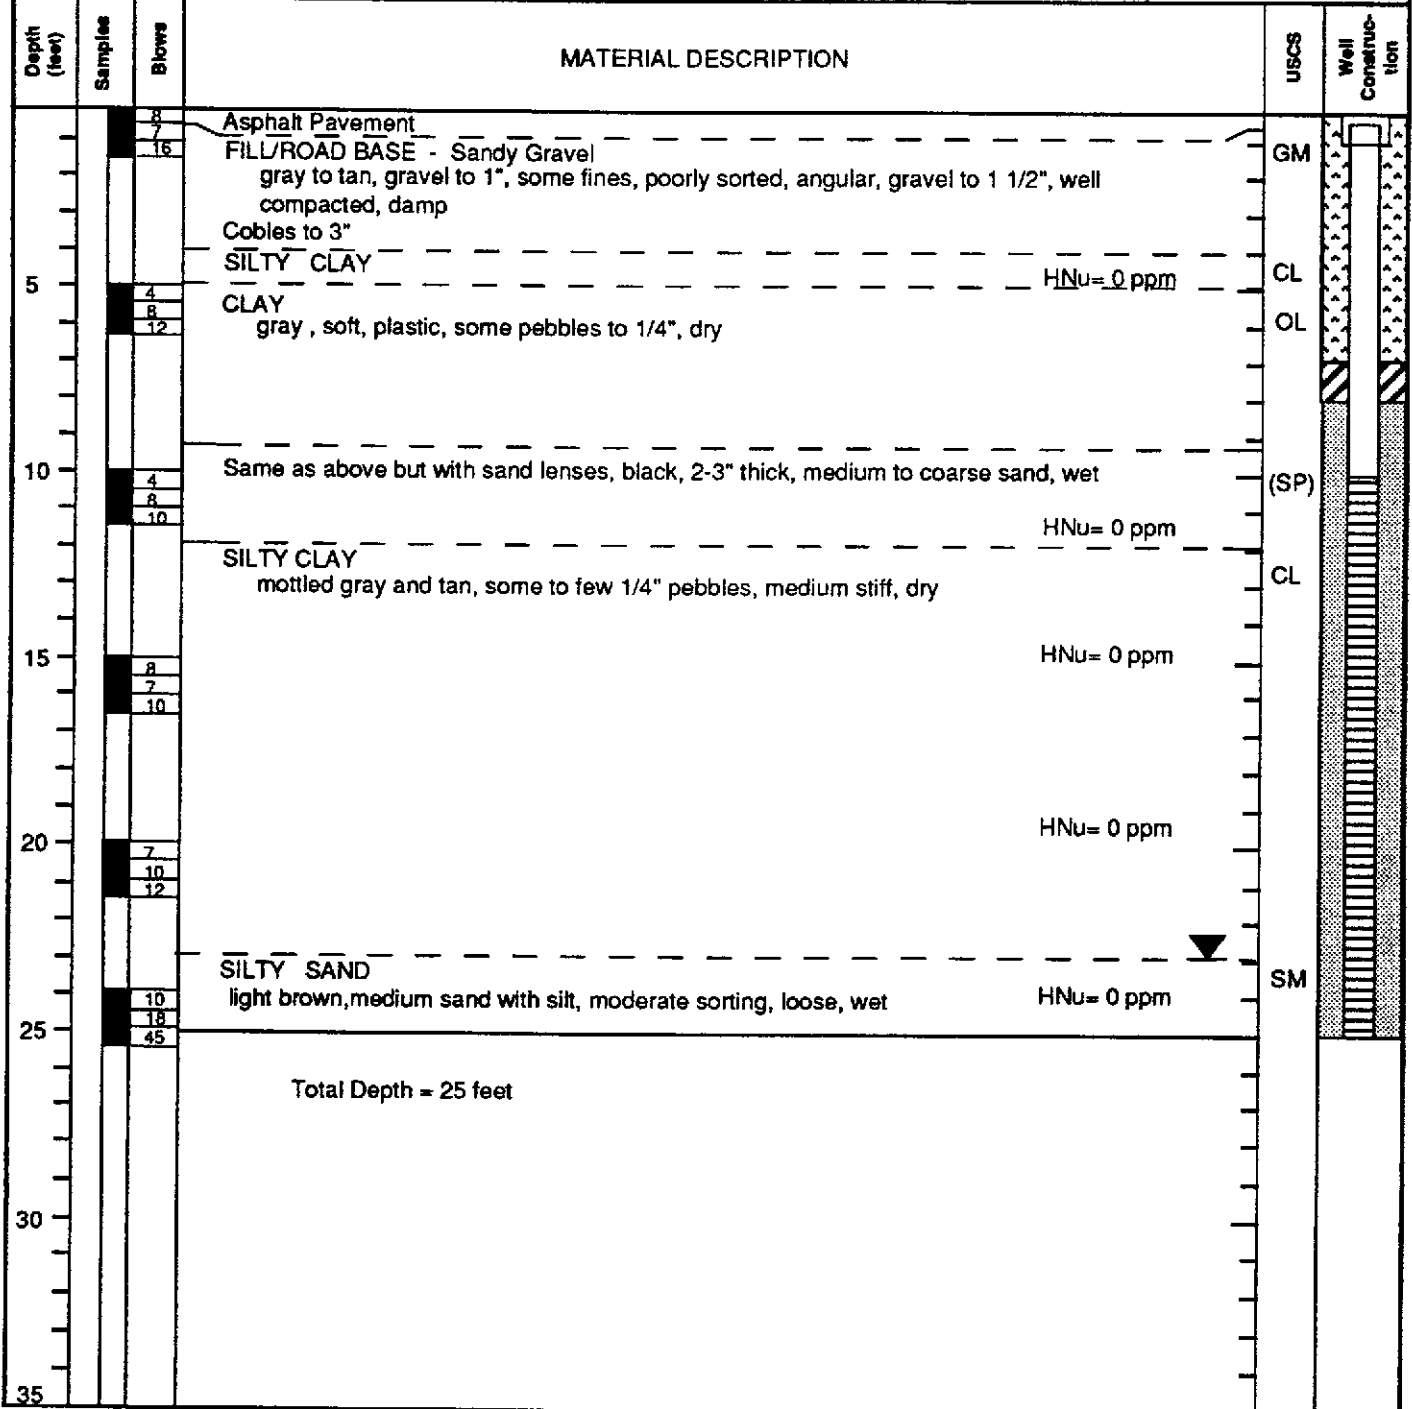 Depth (feet)
Samples
Blows
MATERIAL DESCRIPTION
USCS
Well Construc-tion
8
7
16
Asphalt Pavement
FILL/ROAD BASE - Sandy Gravel
gray to tan, gravel to 1", some fines, poorly sorted, angular, gravel to 1 1/2", well
compacted, damp
GM
Cobles to 3"
SILTY CLAY
HNu= 0 ppm
CL
5
4
8
12
CLAY
gray , soft, plastic, some pebbles to 1/4", dry
OL
10
4
8
10
Same as above but with sand lenses, black, 2-3" thick, medium to coarse sand, wet
(SP)
HNu= 0 ppm
SILTY CLAY
mottled gray and tan, some to few 1/4" pebbles, medium stiff, dry
CL
15
8
7
10
HNu= 0 ppm
HNu= 0 ppm
20
7
10
12
SILTY SAND
light brown,medium sand with silt, moderate sorting, loose, wet
HNu= 0 ppm
SM
10
18
45
25
Total Depth = 25 feet
30
35